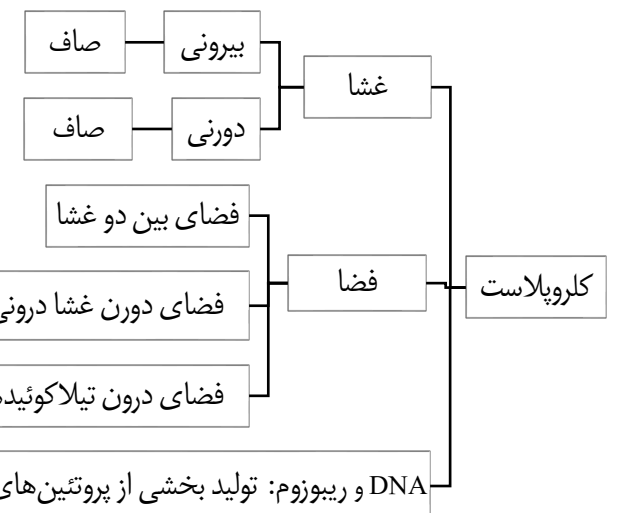 کلروپلاست
غشا
بیرونی
صاف
دورنی
صاف
فضا
فضای بین دو غشا
فضای دورن غشا درونی
فضای درون تیلاکوئیده
DNA و ریبوزوم: تولید بخشی از پروتئین‌های